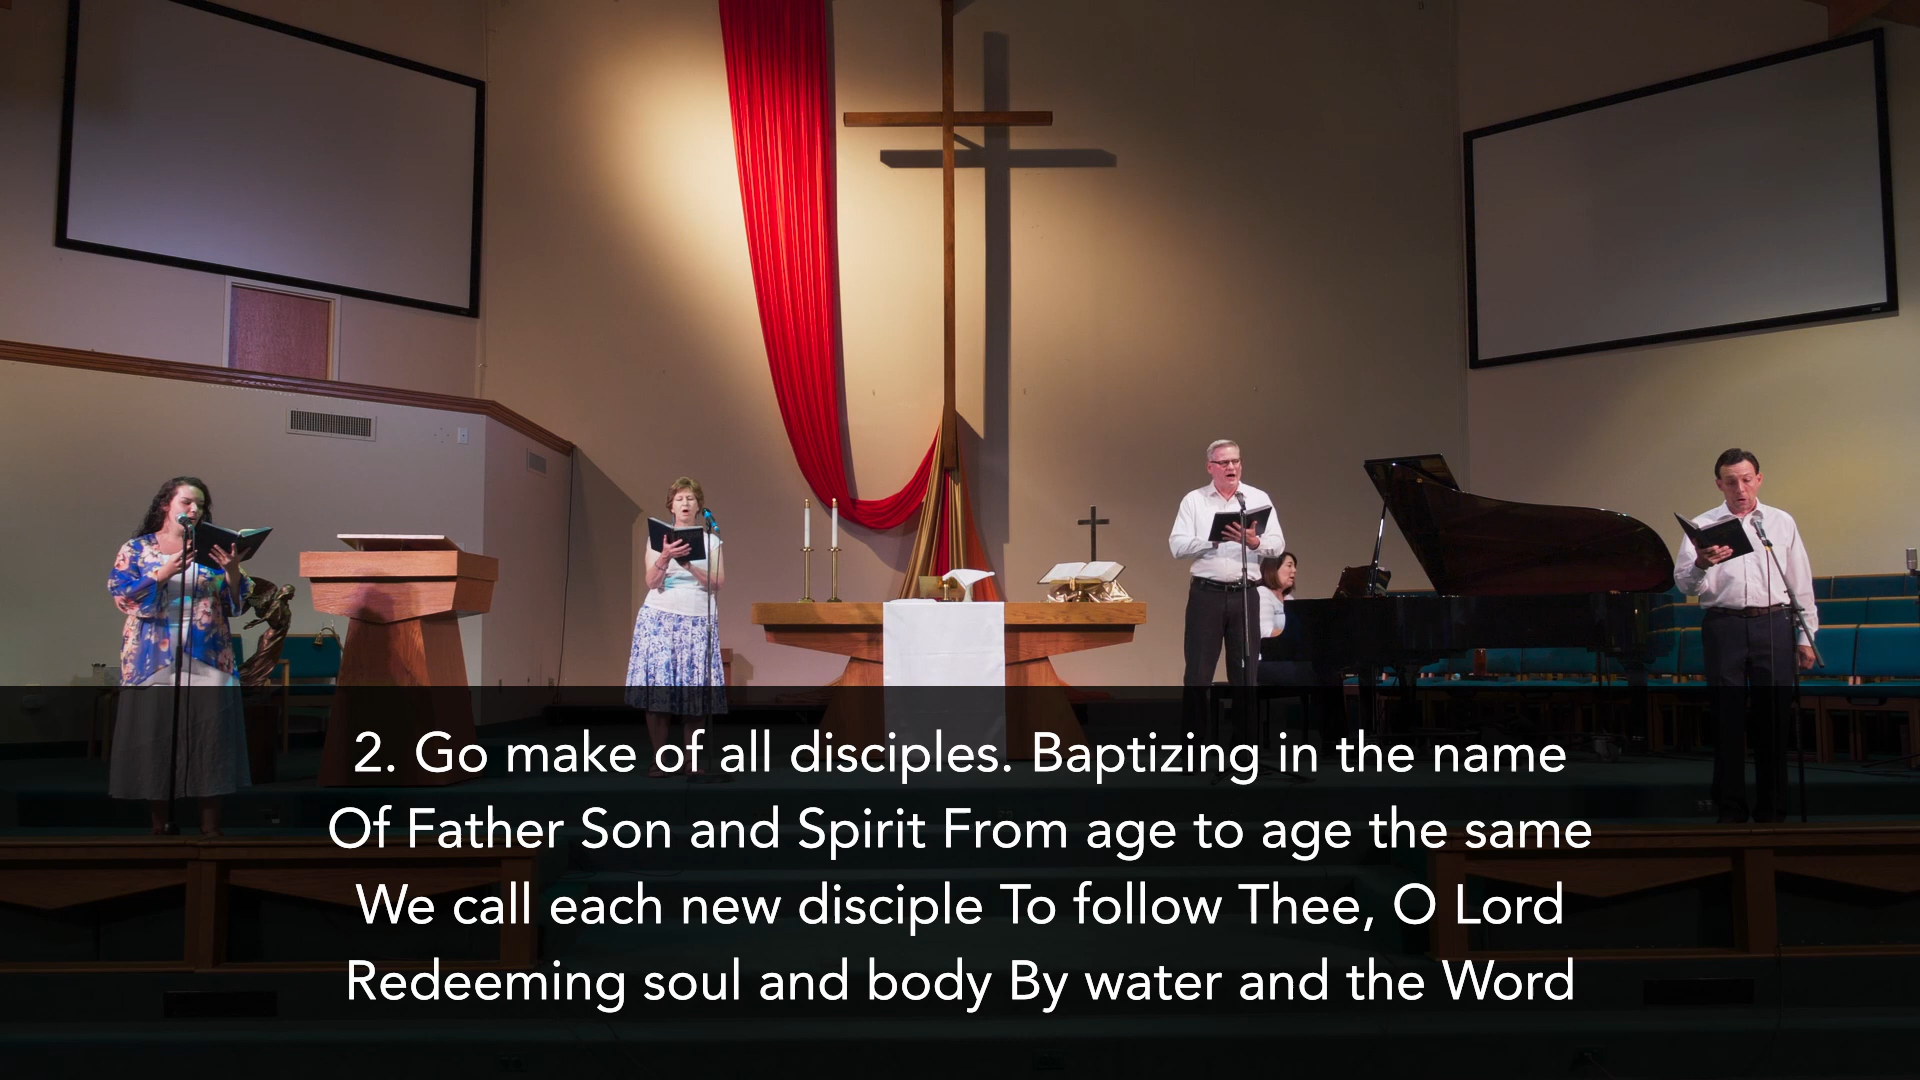 2. Go make of all disciples. Baptizing in the name
Of Father Son and Spirit From age to age the same
We call each new disciple To follow Thee, O Lord
Redeeming soul and body By water and the Word